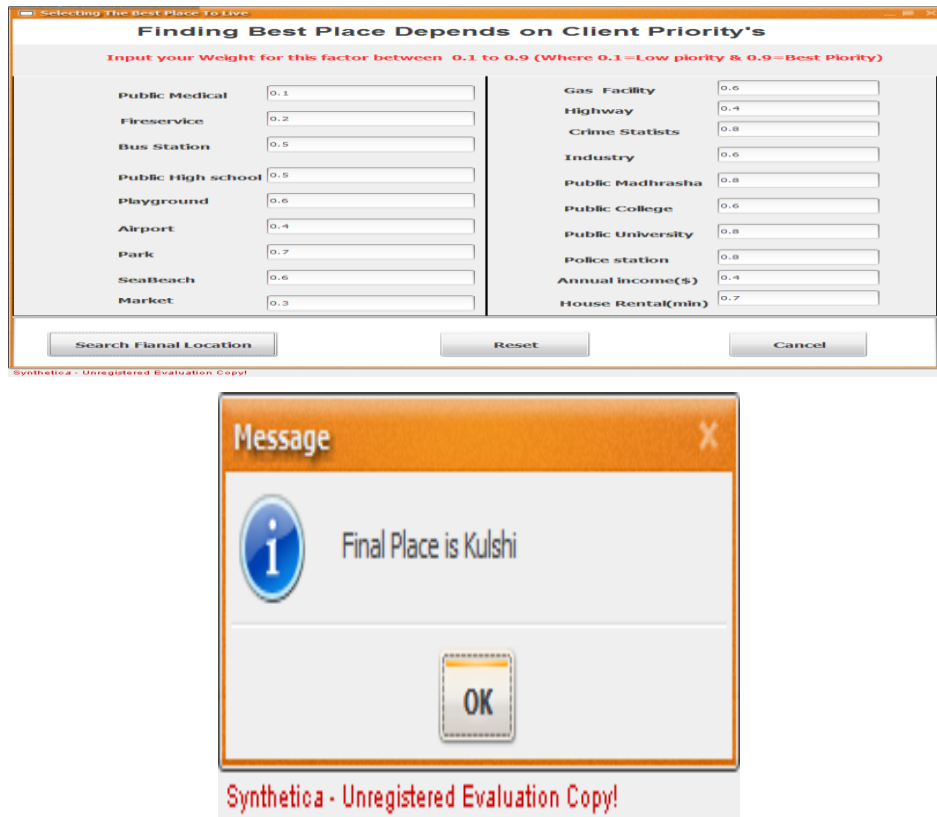 Selecting The Best Place To Live
Finding Best Place Depends on Client Priority's
Input your Weight for this factor between 0.1 to 0.9 (Where 0.1=Low piority & 0.9=Best Piority)
Public Medical 0.1
Fireservice 0.2
Bus Station 0.5
Public High school 0.5
Playground 0.6
Airport 0.4
Park 0.7
SeaBeach 0.6
Market 0.3
Gas Facility 0.6
Highway 0.4
Crime Statists 0.8
Industry 0.6
Public Madhrasha 0.8
Public College 0.6
Public University 0.8
Police station 0.8
Annual income($) 0.4
House Rental(min) 0.7
Search Fianal Location Reset Cancel
Synthetica - Unregistered Evaluation Copy!
Message
Final Place is Kulshi
OK
Synthetica - Unregistered Evaluation Copy!